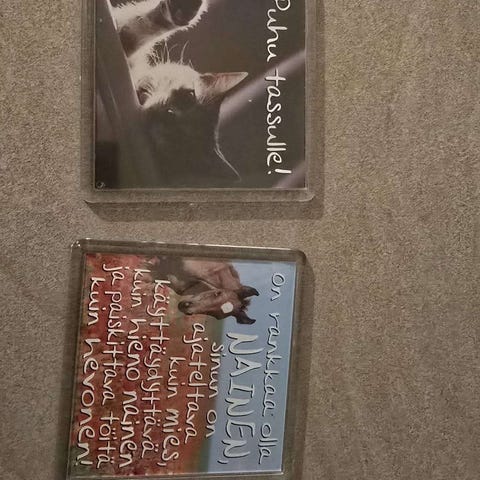 Puhu tassulle!
On rankkaa olla
NAINEN,
sinun on
ajateltava
kuin mies,
käyttäydyttävä
kuin hieno nainen
ja paiskittava töitä
kuin hevonen!